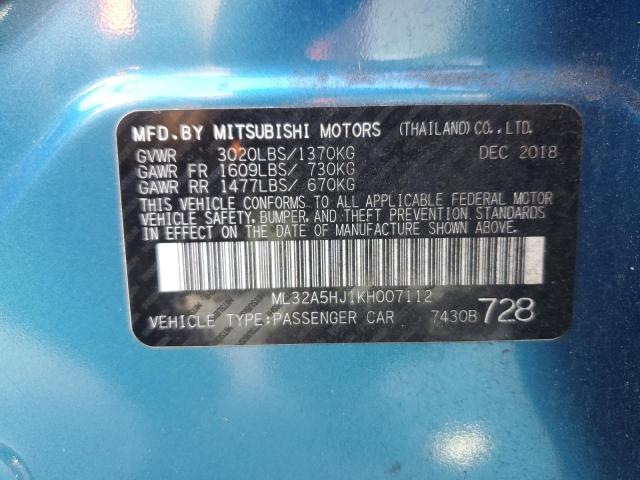 MFD.BY MITSUBISHI MOTORS (THAILAND)CO.,LTD.
GVWR 3020LBS/1370KG DEC 2018
GAWR FR 1609LBS/ 730KG
GAWR RR 1477LBS/ 670KG
THIS VEHICLE CONFORMS TO ALL APPLICABLE FEDERAL MOTOR
VEHICLE SAFETY, BUMPER, AND THEFT PREVENTION STANDARDS
IN EFFECT ON THE DATE OF MANUFACTURE SHOWN ABOVE.
ML32A5HJ1KH007112
VEHICLE TYPE:PASSENGER CAR 7430B 728